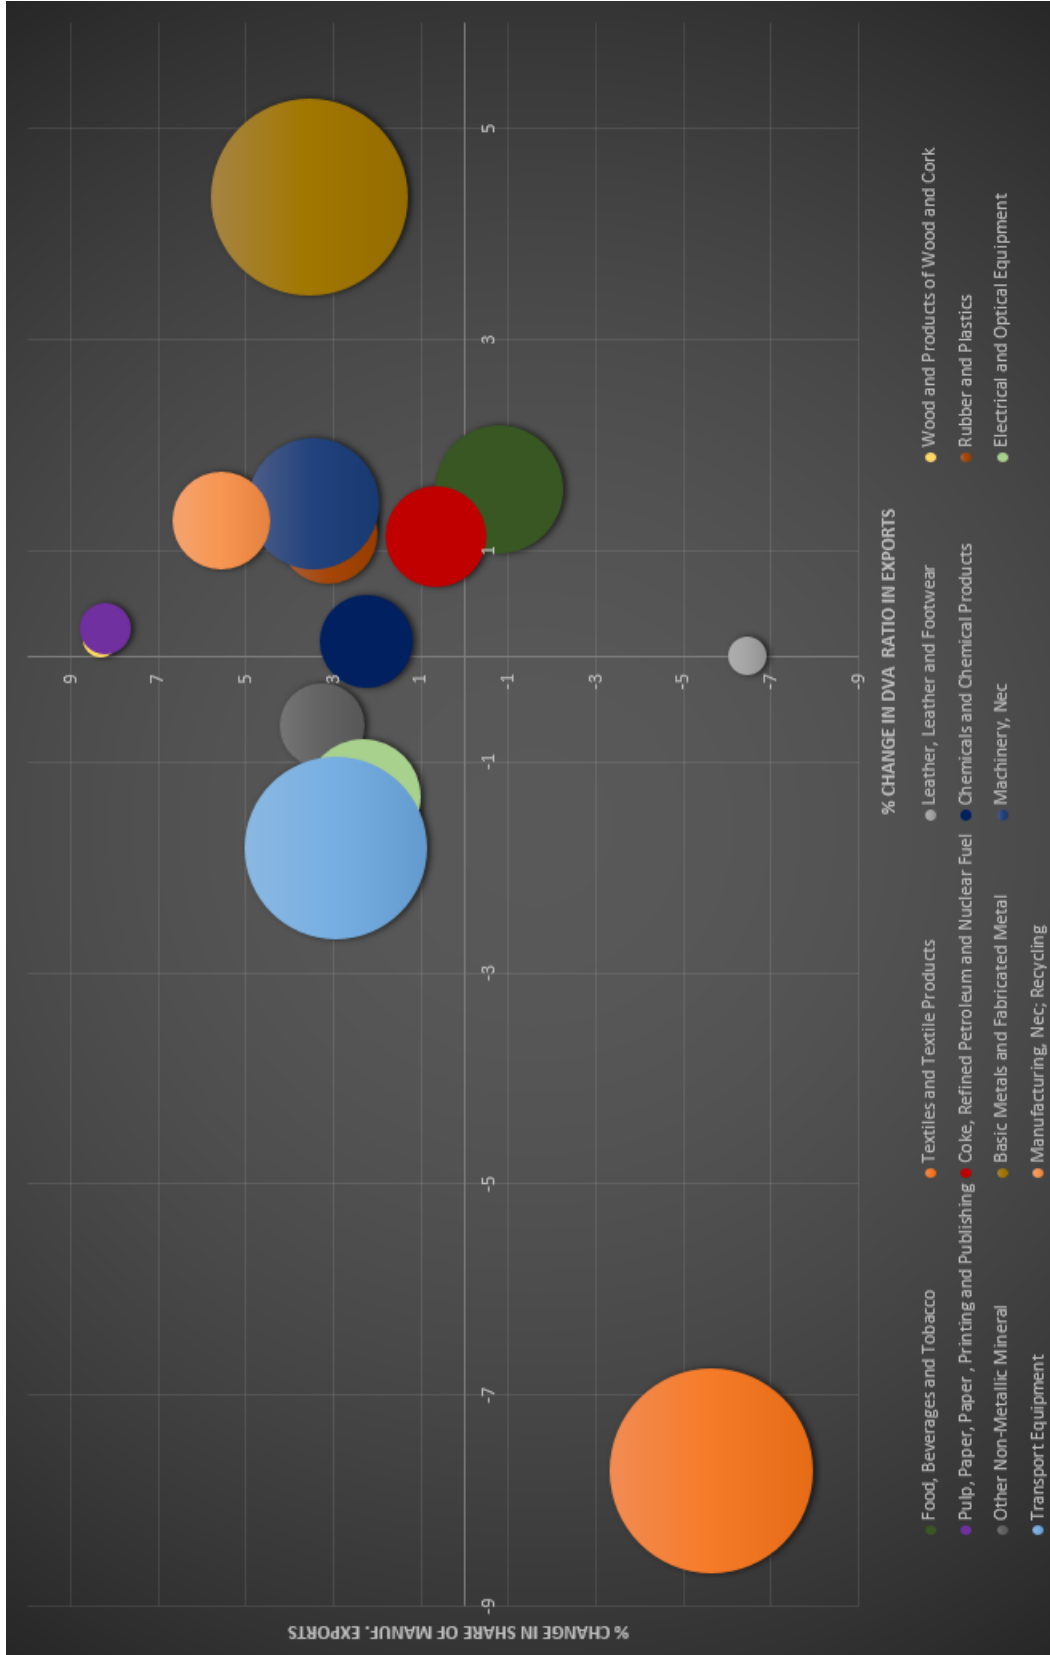 % CHANGE IN SHARE OF MANUF. EXPORTS
9
7
5
3
1
-9 -7 -5 -3 -1 1 3 5
-1
-3
-5
-7
-9
% CHANGE IN DVA RATIO IN EXPORTS
Food, Beverages and Tobacco Textiles and Textile Products Leather, Leather and Footwear Wood and Products of Wood and Cork
Pulp, Paper, Paper , Printing and Publishing Coke, Refined Petroleum and Nuclear Fuel Chemicals and Chemical Products Rubber and Plastics
Other Non-Metallic Mineral Basic Metals and Fabricated Metal Machinery, Nec Electrical and Optical Equipment
Transport Equipment Manufacturing, Nec; Recycling